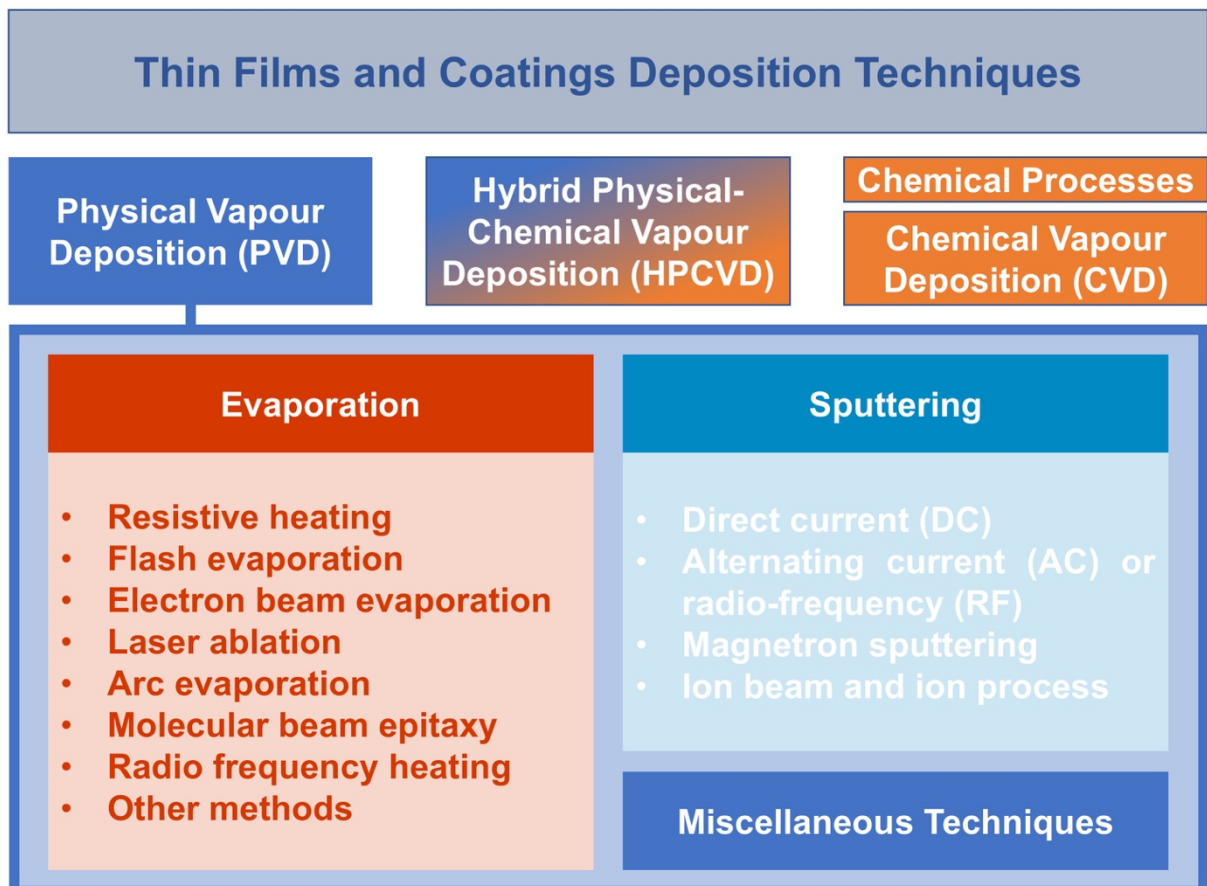 Thin Films and Coatings Deposition Techniques
Physical Vapour
Deposition (PVD)
Hybrid Physical-
Chemical Vapour
Deposition (HPCVD)
Chemical Processes
Chemical Vapour
Deposition (CVD)
Evaporation
• Resistive heating
• Flash evaporation
• Electron beam evaporation
• Laser ablation
• Arc evaporation
• Molecular beam epitaxy
• Radio frequency heating
• Other methods
Sputtering
• Direct current (DC)
• Alternating current (AC) or
radio-frequency (RF)
• Magnetron sputtering
• Ion beam and ion process
Miscellaneous Techniques